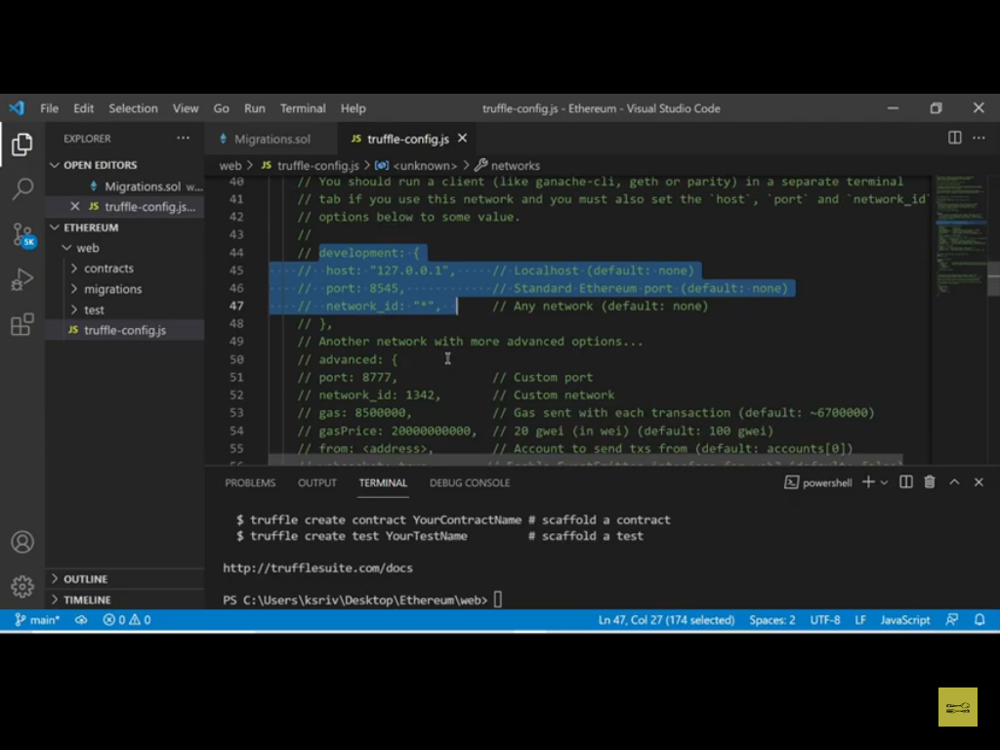 File Edit Selection View Go Run Terminal Help truffle-config.js - Ethereum - Visual Studio Code
EXPLORER
OPEN EDITORS
Migrations.sol w...
JS truffle-config.js...
ETHEREUM
web
contracts
migrations
test
JS truffle-config.js
OUTLINE
TIMELINE
5K
Migrations.sol JS truffle-config.js
web > JS truffle-config.js > <unknown> > networks
40 // You should run a client (like ganache-cli, geth or parity) in a separate terminal
41 // tab if you use this network and you must also set the `host`, `port` and `network_id`
42 // options below to some value.
43 //
44 // development: {
45 // host: "127.0.0.1", // Localhost (default: none)
46 // port: 8545, // Standard Ethereum port (default: none)
47 // network_id: "*", // Any network (default: none)
48 // },
49 // Another network with more advanced options...
50 // advanced: {
51 // port: 8777, // Custom port
52 // network_id: 1342, // Custom network
53 // gas: 8500000, // Gas sent with each transaction (default: ~6700000)
54 // gasPrice: 20000000000, // 20 gwei (in wei) (default: 100 gwei)
55 // from: <address>, // Account to send txs from (default: accounts[0])
PROBLEMS OUTPUT TERMINAL DEBUG CONSOLE powershell
$ truffle create contract YourContractName # scaffold a contract
$ truffle create test YourTestName # scaffold a test
http://trufflesuite.com/docs
PS C:\Users\ksriv\Desktop\Ethereum\web>
main* 0 0 Ln 47, Col 27 (174 selected) Spaces: 2 UTF-8 LF JavaScript